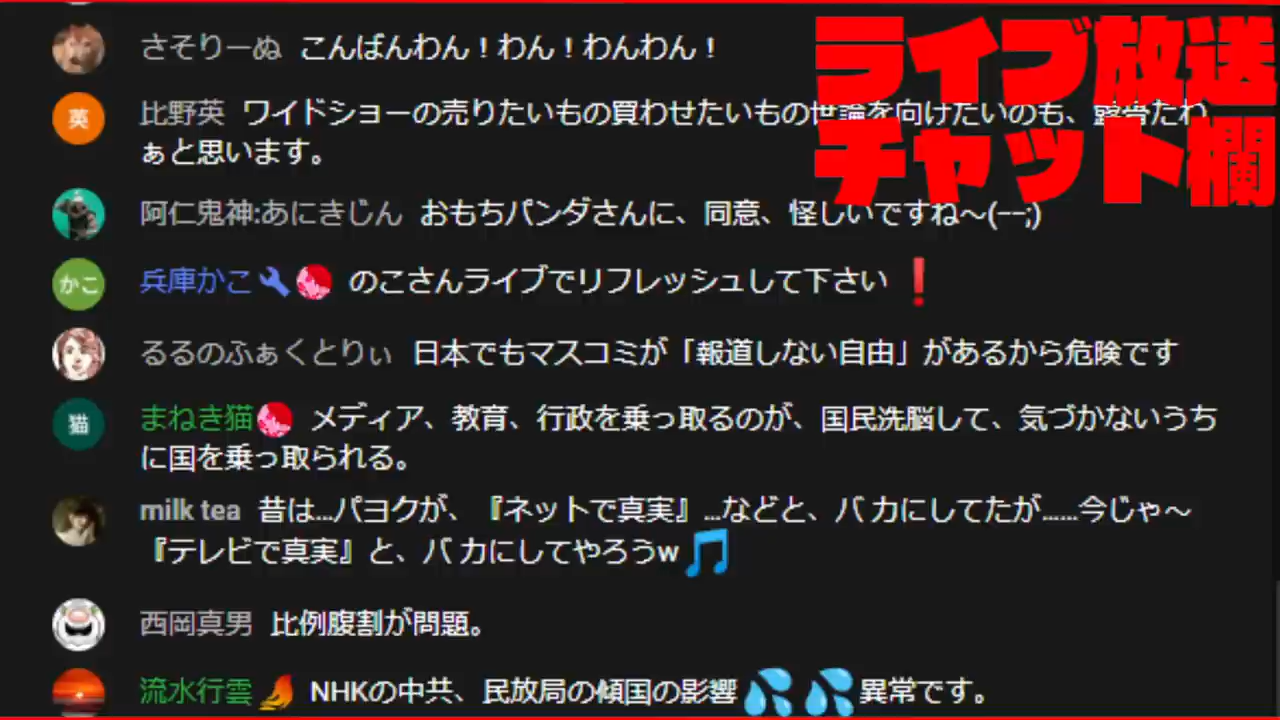 ライブ放送
チャット欄
さそりーぬ こんばんわん！わん！わんわん！
英 比野英 ワイドショーの売りたいもの買わせたいもの世論を向けたいのも、露骨だわ
ぁと思います。
阿仁鬼神:あにきじん おもちパンダさんに、同意、怪しいですね～(−−;)
かこ 兵庫かこ🔧 のこさんライブでリフレッシュして下さい❗
るるのふぁくとりぃ 日本でもマスコミが「報道しない自由」があるから危険です
猫 まねき猫 メディア、教育、行政を乗っ取るのが、国民洗脳して、気づかないうち
に国を乗っ取られる。
milk tea 昔は…パヨクが、『ネットで真実』…などと、バカにしてたが……今じゃ～
『テレビで真実』と、バカにしてやろうw🎵
西岡真男 比例腹割が問題。
流水行雲 NHKの中共、民放局の傾国の影響💦💦異常です。